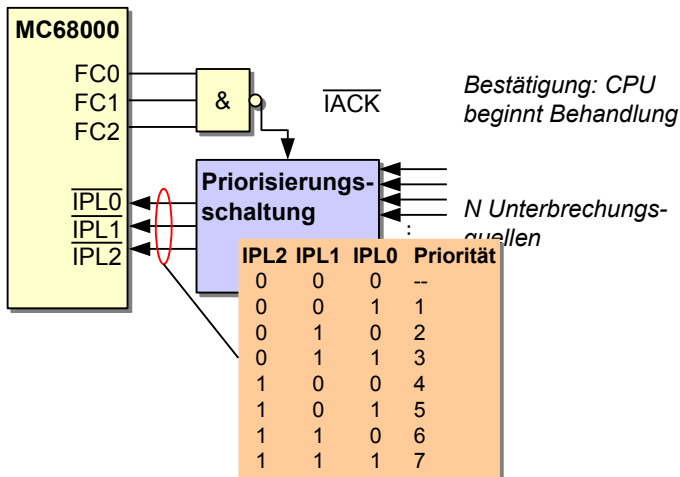 MC68000
FC0
FC1
FC2
&
IACK
Bestätigung: CPU
beginnt Behandlung
IPL0
IPL1
IPL2
Priorisierungs-
schaltung
N Unterbrechungs-
quellen
:
IPL2 IPL1 IPL0 Priorität
0 0 0 --
0 0 1 1
0 1 0 2
0 1 1 3
1 0 0 4
1 0 1 5
1 1 0 6
1 1 1 7